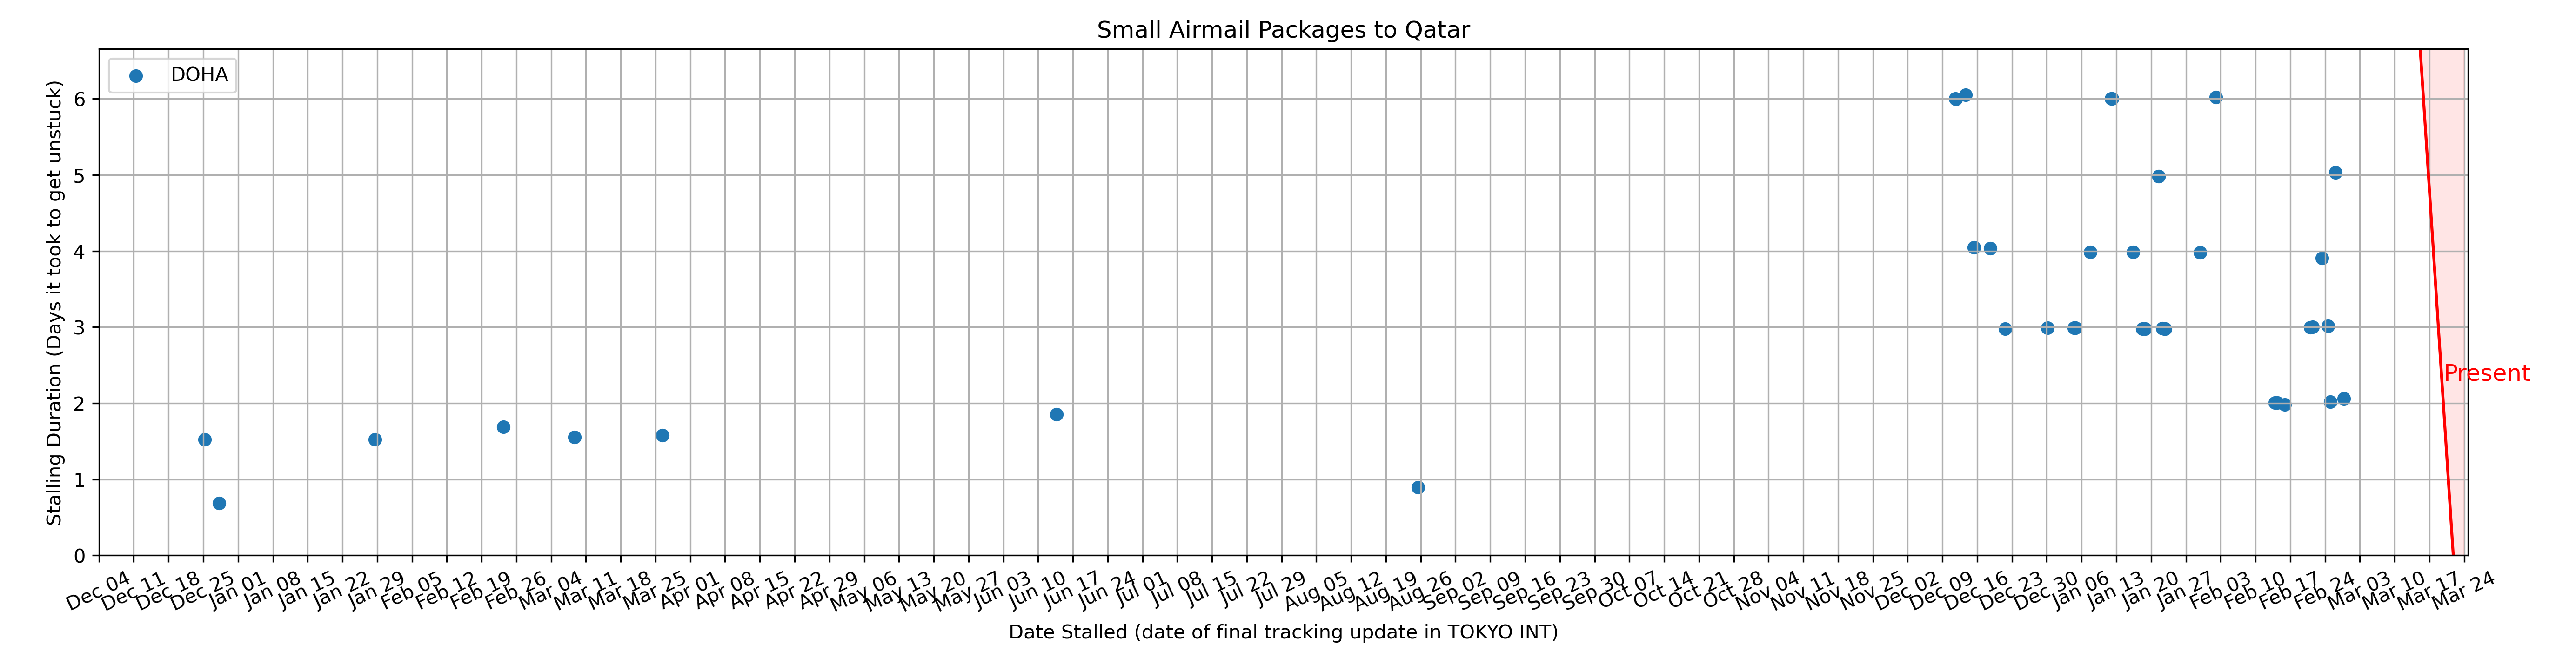 Small Airmail Packages to Qatar
DOHA
Stalling Duration (Days it took to get unstuck)
6
5
4
3
2
1
0
Present
Dec 04
Dec 11
Dec 18
Dec 25
Jan 01
Jan 08
Jan 15
Jan 22
Jan 29
Feb 05
Feb 12
Feb 19
Feb 26
Mar 04
Mar 11
Mar 18
Mar 25
Apr 01
Apr 08
Apr 15
Apr 22
Apr 29
May 06
May 13
May 20
May 27
Jun 03
Jun 10
Jun 17
Jun 24
Jul 01
Jul 08
Jul 15
Jul 22
Jul 29
Aug 05
Aug 12
Aug 19
Aug 26
Sep 02
Sep 09
Sep 16
Sep 23
Sep 30
Oct 07
Oct 14
Oct 21
Oct 28
Nov 04
Nov 11
Nov 18
Nov 25
Dec 02
Dec 09
Dec 16
Dec 23
Dec 30
Jan 06
Jan 13
Jan 20
Jan 27
Feb 03
Feb 10
Feb 17
Feb 24
Mar 03
Mar 10
Mar 17
Mar 24
Date Stalled (date of final tracking update in TOKYO INT)